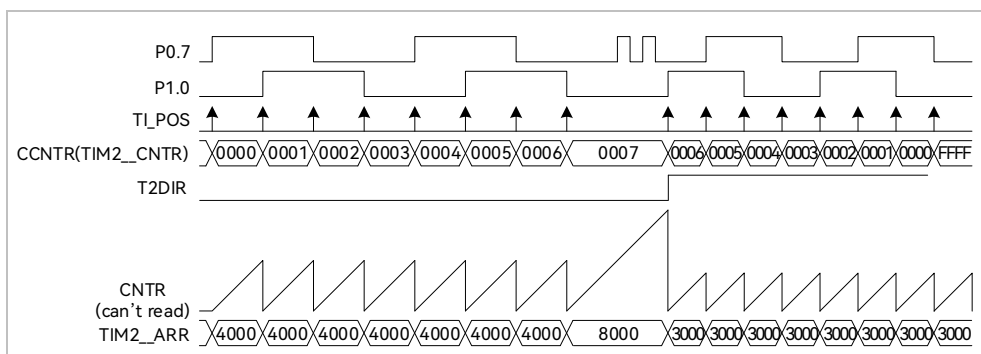 P0.7
P1.0
TI_POS
CCNTR(TIM2__CNTR) 0000 0001 0002 0003 0004 0005 0006 0007 0006 0005 0004 0003 0002 0001 0000 FFFF
T2DIR
CNTR
(can't read)
TIM2__ARR 4000 4000 4000 4000 4000 4000 4000 8000 3000 3000 3000 3000 3000 3000 3000 3000